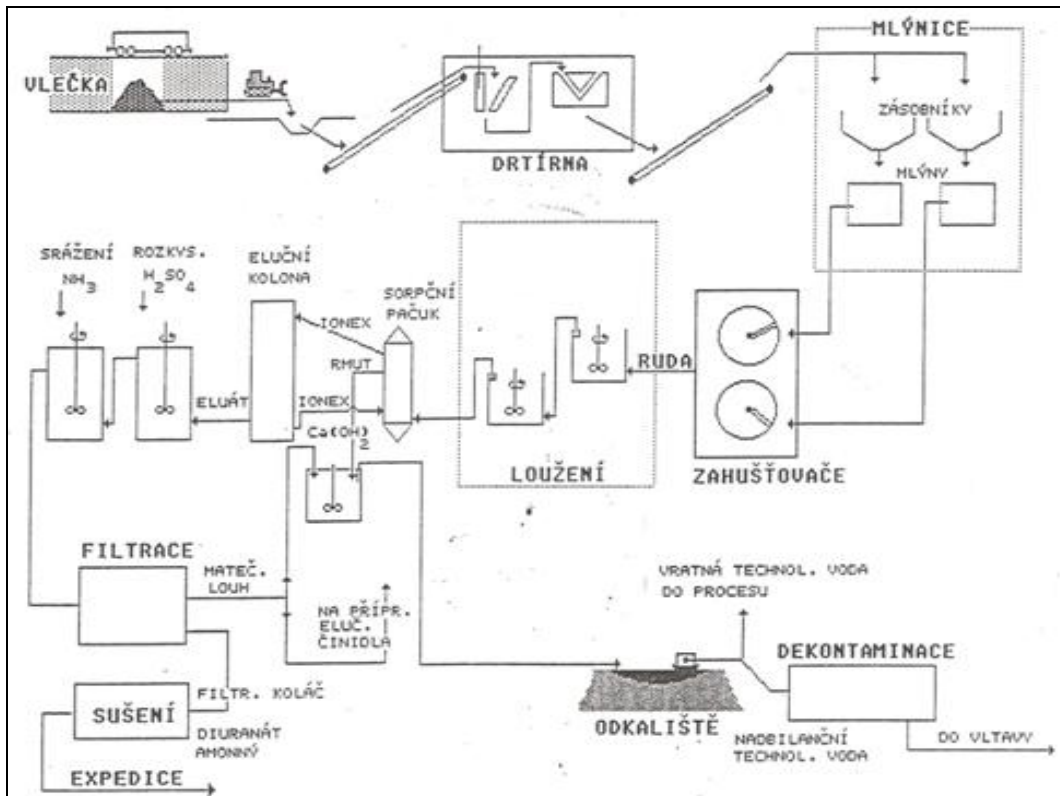 MLÝNICE
VLEČKA
ZÁSOBNÍKY
DRTÍRNA
MLÝNY
SRÁŽENÍ
NH3
ROZKYS.
H2SO4
ELUČNÍ
KOLONA
SORPČNÍ
PAČUK
IONEX
RMUT
RUDA
ELUÁT
IONEX
Ca(OH)2
LOUŽENÍ
ZAHUŠŤOVAČE
FILTRACE
MATEČ.
LOUH
NA PŘÍPR.
ELUČ.
ČINIDLA
VRATNÁ TECHNOL. VODA
DO PROCESU
DEKONTAMINACE
FILTR. KOLÁČ
SUŠENÍ
DIURANÁT
AMONNÝ
ODKALIŠTĚ
NADBILANČNÍ
TECHNOL. VODA
DO VLTAVY
EXPEDICE